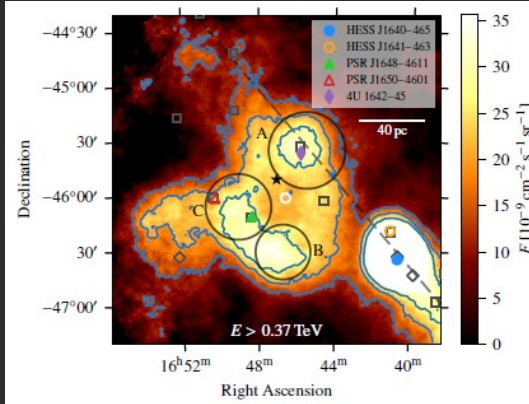 HESS J1640−465
HESS J1641−463
PSR J1648−4611
PSR J1650−4601
4U 1642−45
40 pc
A
C
B
E > 0.37 TeV
−44°30′
−45°00′
30′
−46°00′
30′
−47°00′
Declination
16ʰ52ᵐ
48ᵐ
44ᵐ
40ᵐ
Right Ascension
35
30
25
20
15
10
5
0
F [10⁻⁹ cm⁻² s⁻¹ sr⁻¹]